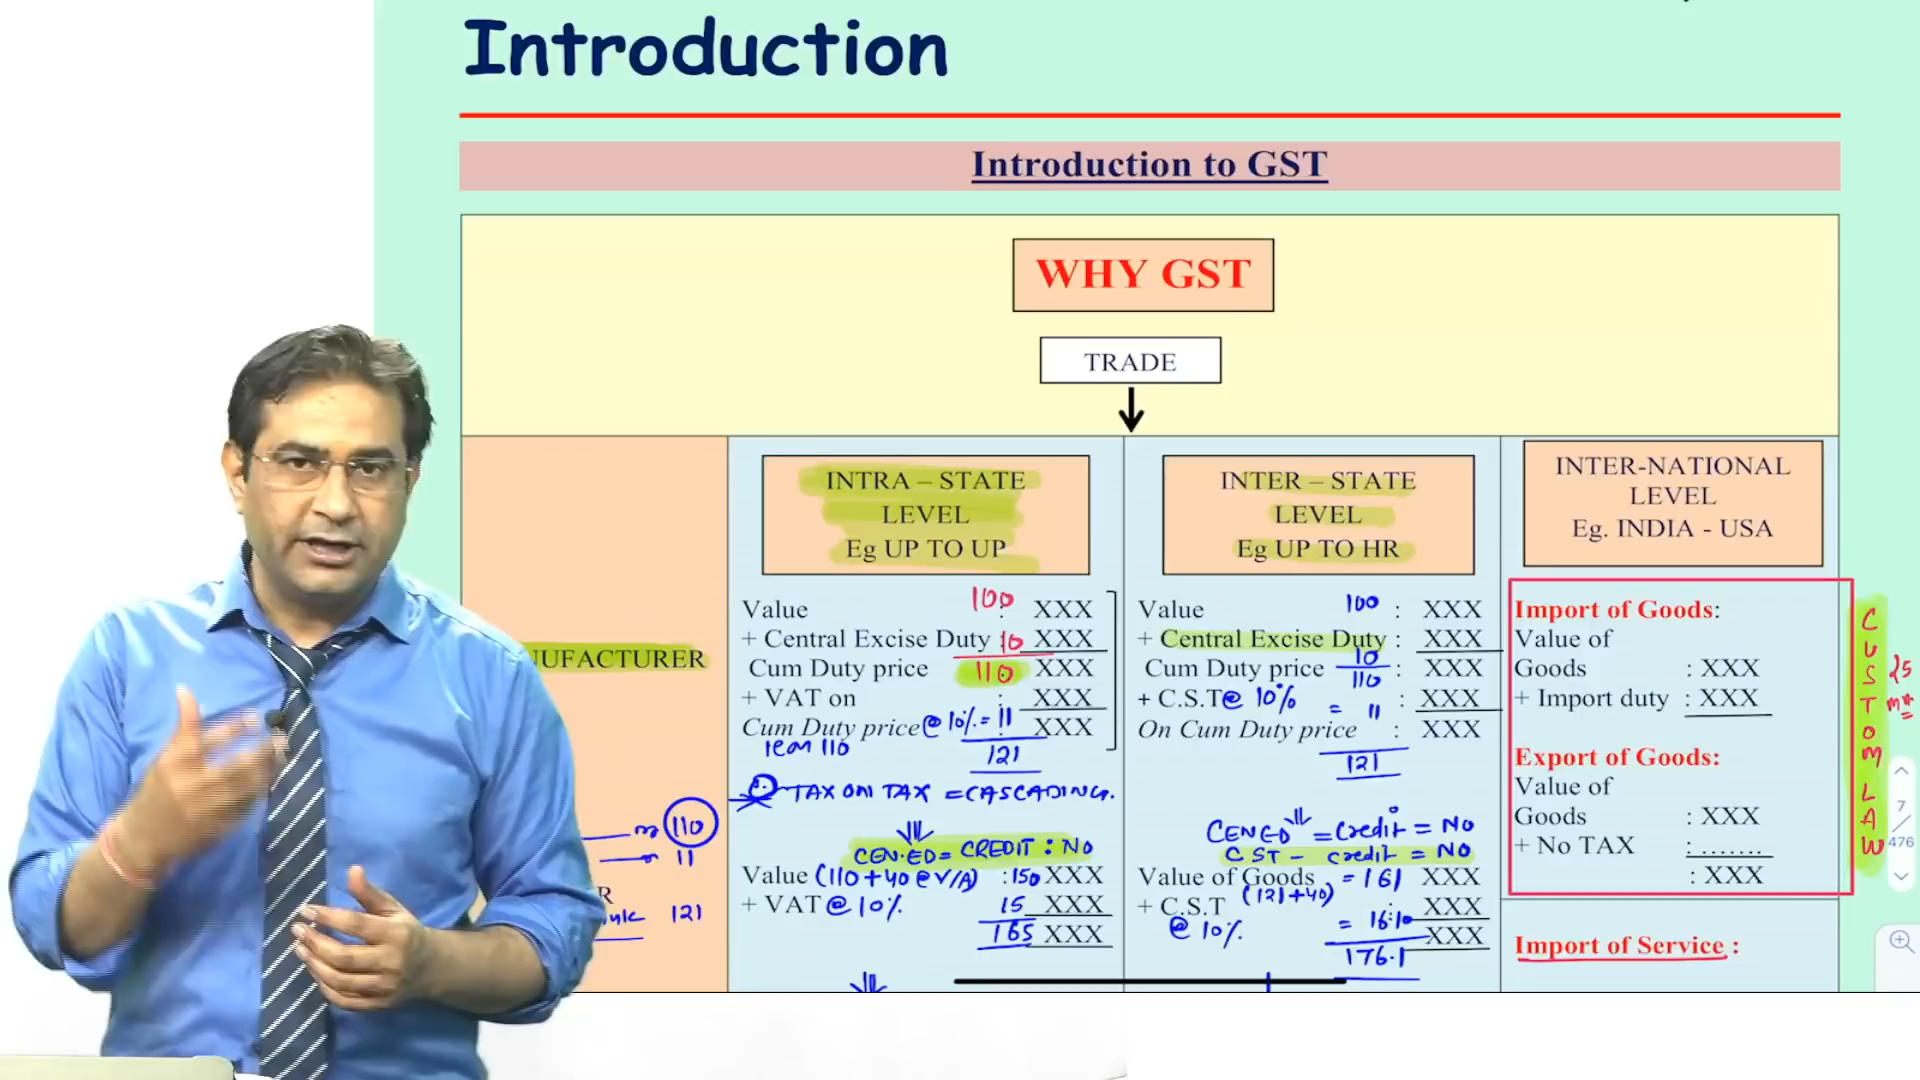 Introduction
Introduction to GST
WHY GST
TRADE
INTRA – STATE
LEVEL
Eg UP TO UP
INTER – STATE
LEVEL
Eg UP TO HR
INTER-NATIONAL
LEVEL
Eg. INDIA - USA
NUFACTURER
110
11
121
R
Value 100 : XXX
+ Central Excise Duty 10 XXX
Cum Duty price 110 XXX
+ VAT on : XXX
Cum Duty price @ 10% = 11 : XXX
110
121
TAX ON TAX = CASCADING.
CEN.ED = CREDIT : NO
Value (110+40 @ V/A) :150 XXX
+ VAT @ 10% 15 XXX
165 XXX
Value 100 : XXX
+ Central Excise Duty : XXX
10
Cum Duty price : XXX
110
+ C.S.T @ 10% : XXX
= 11
On Cum Duty price : XXX
121
CEN ED = Credit = NO
CST - credit = NO
Value of Goods = 161 XXX
(121+40)
+ C.S.T : XXX
@ 10% = 16.10
XXX
176.1
Import of Goods:
Value of
Goods : XXX
+ Import duty : XXX
Export of Goods:
Value of
Goods : XXX
+ No TAX : .......
: XXX
Import of Service :
CUSTOM LAW
25
7
476